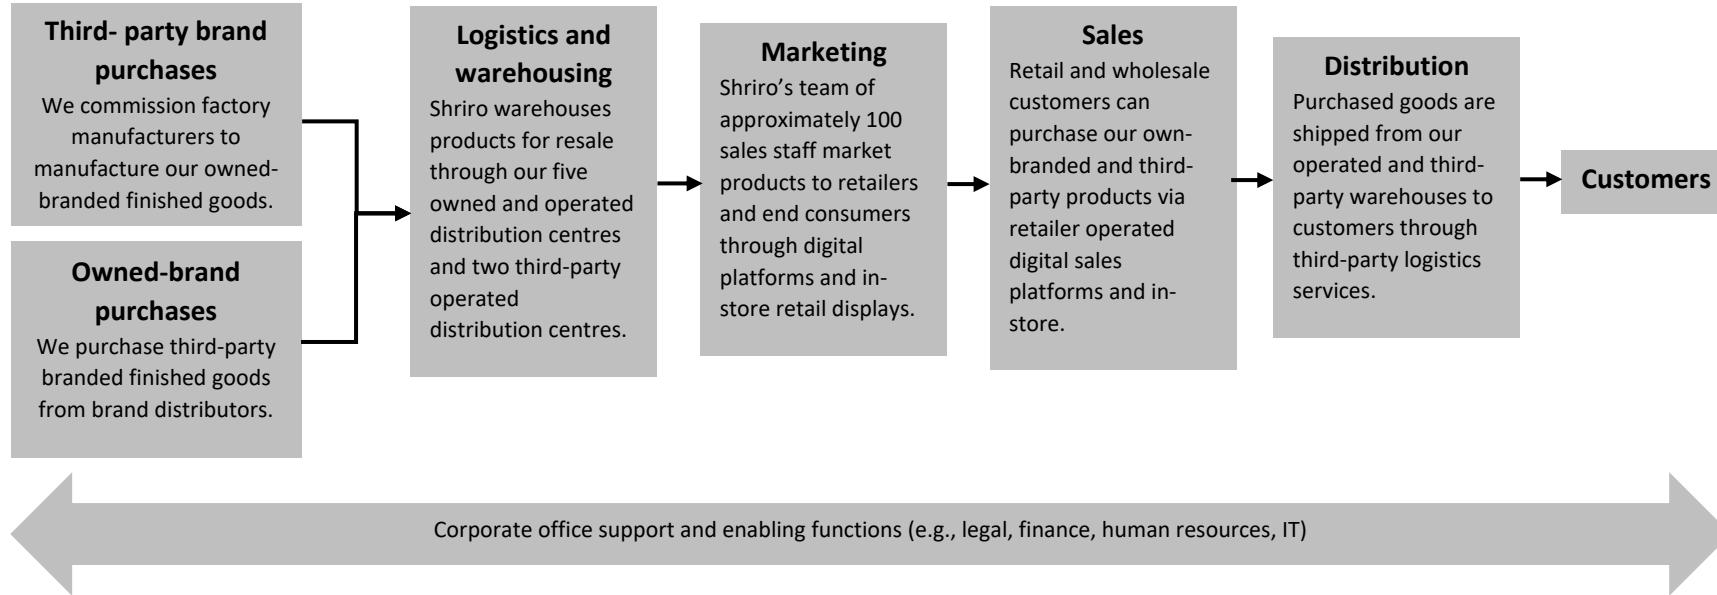 Third- party brand
purchases
We commission factory
manufacturers to
manufacture our owned-
branded finished goods.
Owned-brand
purchases
We purchase third-party
branded finished goods
from brand distributors.
Logistics and
warehousing
Shriro warehouses
products for resale
through our five
owned and operated
distribution centres
and two third-party
operated
distribution centres.
Marketing
Shriro’s team of
approximately 100
sales staff market
products to retailers
and end consumers
through digital
platforms and in-
store retail displays.
Sales
Retail and wholesale
customers can
purchase our own-
branded and third-
party products via
retailer operated
digital sales
platforms and in-
store.
Distribution
Purchased goods are
shipped from our
operated and third-
party warehouses to
customers through
third-party logistics
services.
Customers
Corporate office support and enabling functions (e.g., legal, finance, human resources, IT)